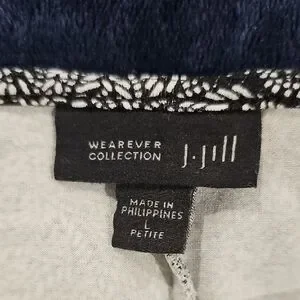 WEAREVER
COLLECTION
J.Jill
MADE IN
PHILIPPINES
L
PETITE